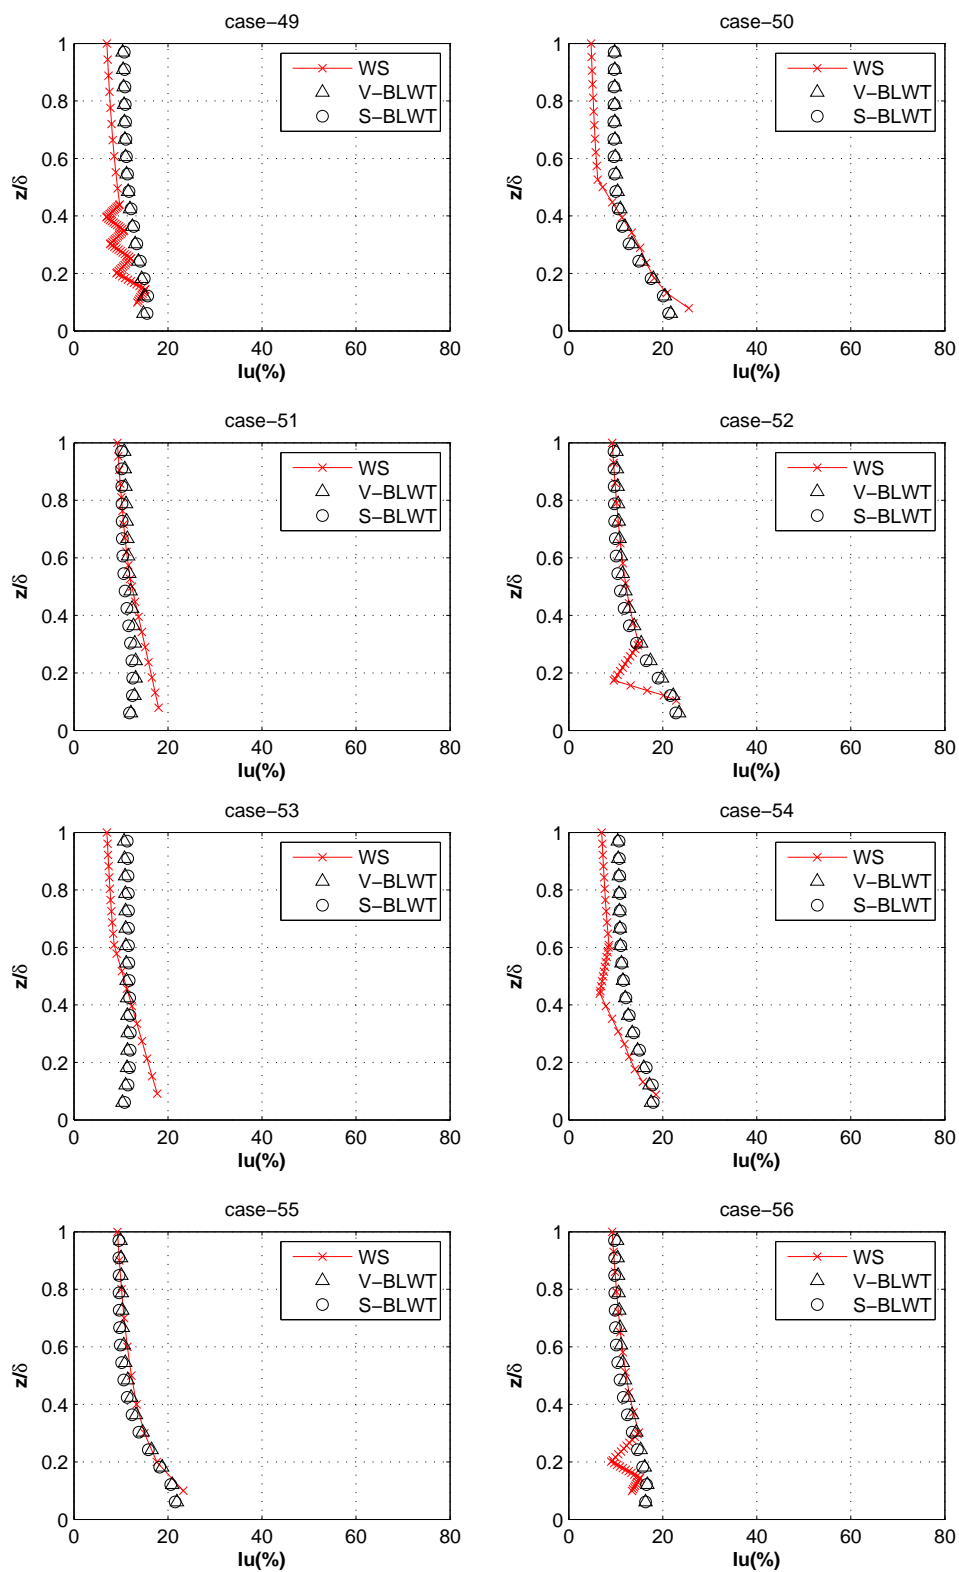 case−49
1
0.8
0.6
0.4
0.2
0
z/δ
0 20 40 60 80
Iu(%)
WS
V−BLWT
S−BLWT
case−50
1
0.8
0.6
0.4
0.2
0
z/δ
0 20 40 60 80
Iu(%)
WS
V−BLWT
S−BLWT
case−51
1
0.8
0.6
0.4
0.2
0
z/δ
0 20 40 60 80
Iu(%)
WS
V−BLWT
S−BLWT
case−52
1
0.8
0.6
0.4
0.2
0
z/δ
0 20 40 60 80
Iu(%)
WS
V−BLWT
S−BLWT
case−53
1
0.8
0.6
0.4
0.2
0
z/δ
0 20 40 60 80
Iu(%)
WS
V−BLWT
S−BLWT
case−54
1
0.8
0.6
0.4
0.2
0
z/δ
0 20 40 60 80
Iu(%)
WS
V−BLWT
S−BLWT
case−55
1
0.8
0.6
0.4
0.2
0
z/δ
0 20 40 60 80
Iu(%)
WS
V−BLWT
S−BLWT
case−56
1
0.8
0.6
0.4
0.2
0
z/δ
0 20 40 60 80
Iu(%)
WS
V−BLWT
S−BLWT